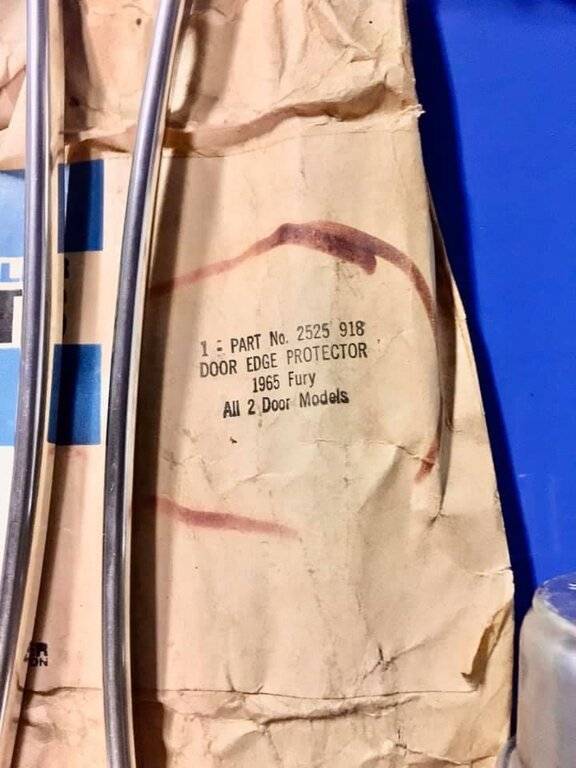 1 - PART No. 2525 918
DOOR EDGE PROTECTOR
1965 Fury
All 2 Door Models